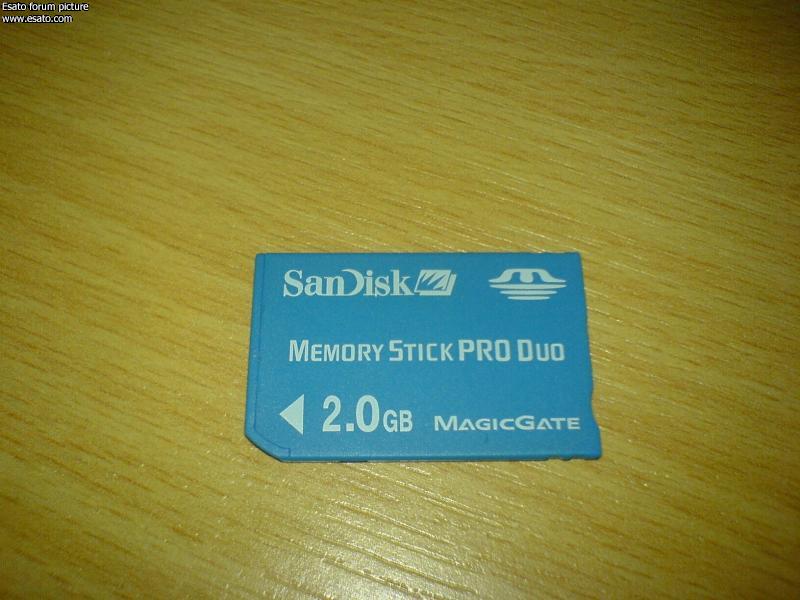 Esato forum picture
www.esato.com
SanDisk
MEMORY STICK PRO DUO
2.0GB MAGICGATE